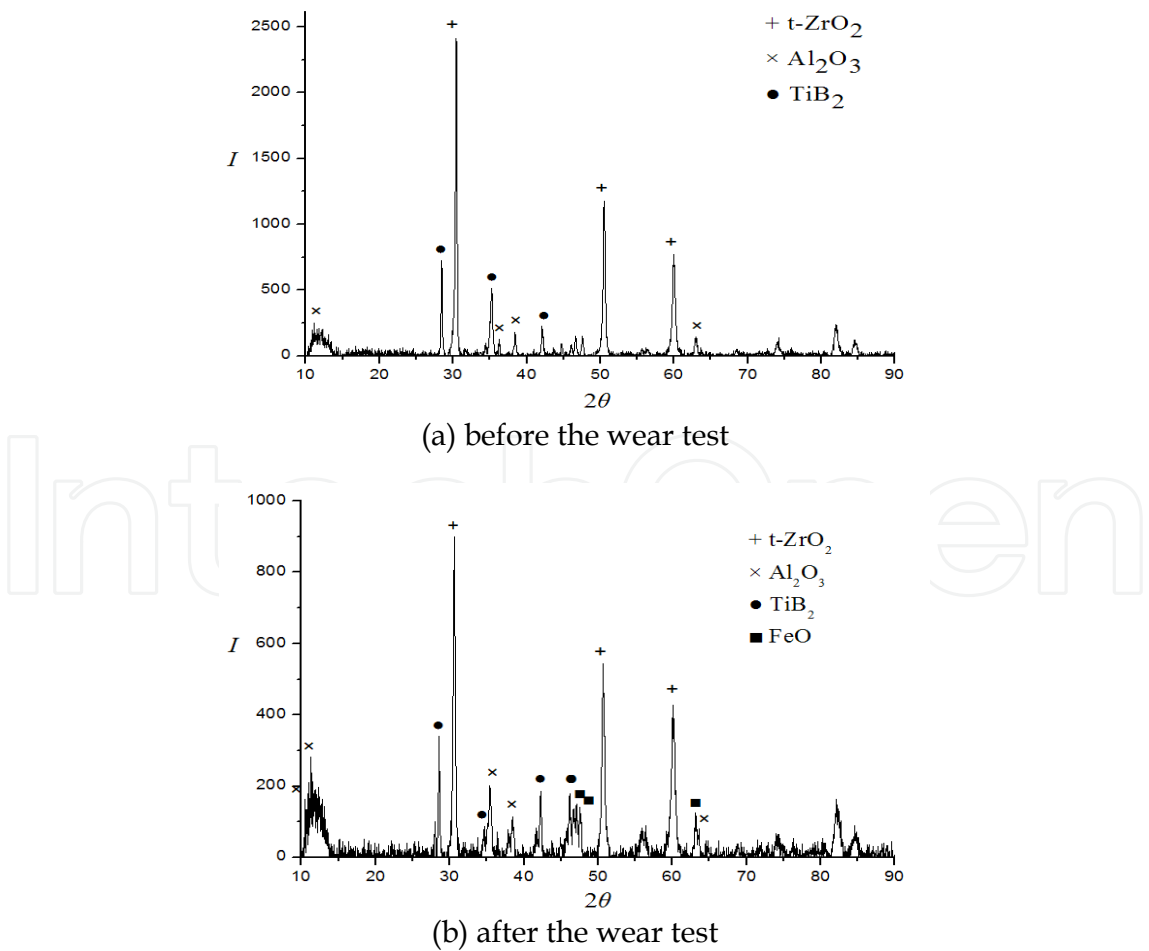 2500
2000
1500
1000
500
0
I
+ t-ZrO2
× Al2O3
● TiB2
10 20 30 40 50 60 70 80 90
2θ
(a) before the wear test
IntechOpen
1000
800
600
400
200
0
I
+ t-ZrO2
× Al2O3
● TiB2
■ FeO
10 20 30 40 50 60 70 80 90
2θ
(b) after the wear test